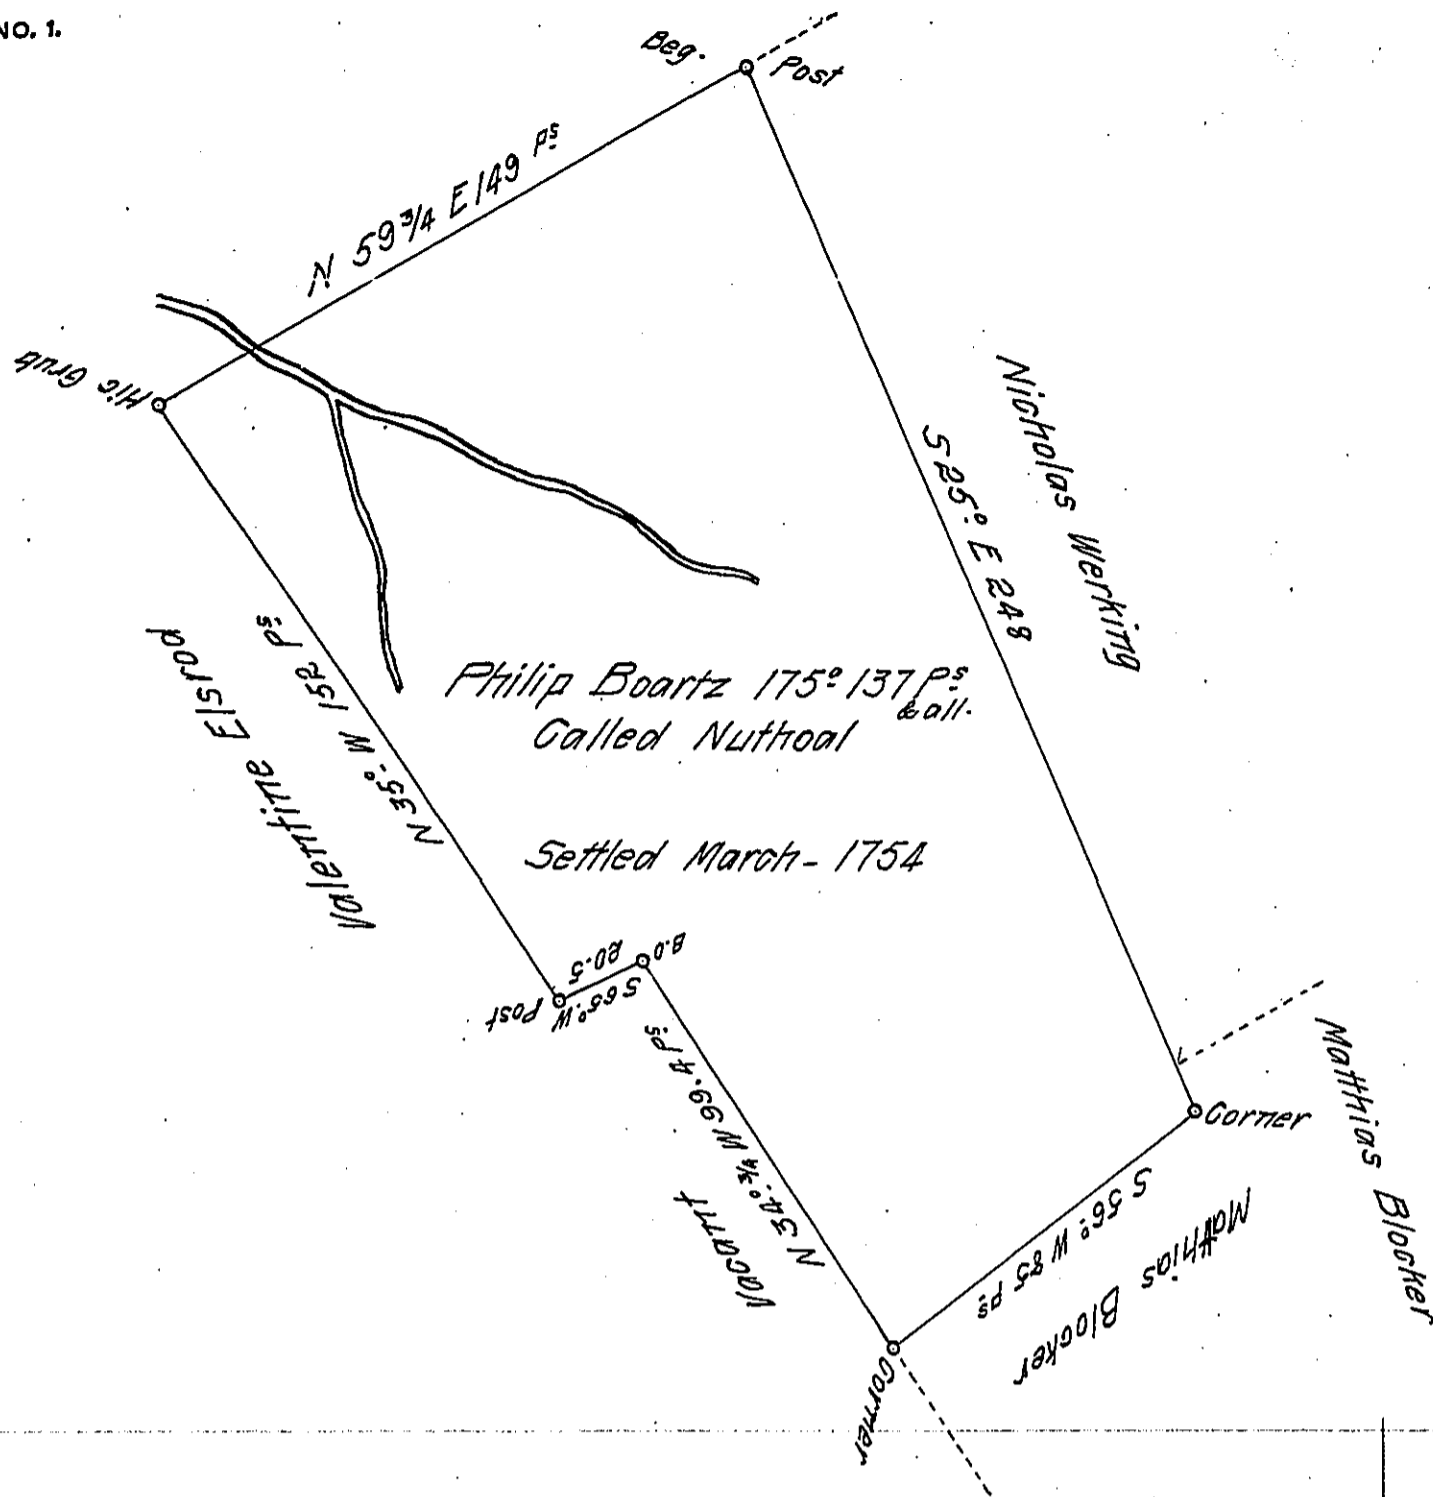 NO. 1.
Beg.
Post
N 59 3/4 E 149 Ps
Hic Grub
Nicholas Werking
S 25° E 248
Philip Boartz 175ᵃ 137 Ps
& all.
Called Nuthoal
Settled March - 1754
Valentine Elsrod
N 35° W 152 Ps
Post
S 65° W
20.5
B.O
N 34° 3/4 W 99.4 Ps
Vacant
Corner
Matthias Blocker
S 56° W 85 Ps
Matthias Blocker
Corner